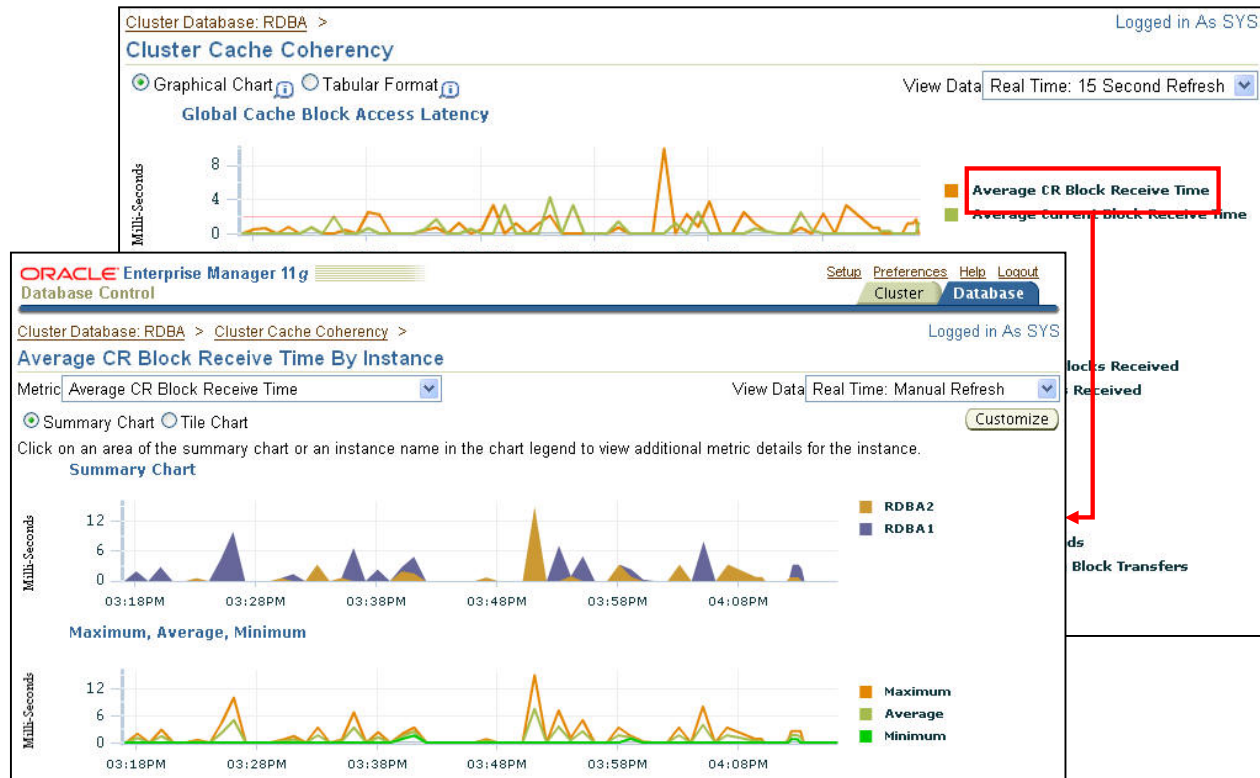 Cluster Database: RDBA >
Logged in As SYS
Cluster Cache Coherency
Graphical Chart Tabular Format
View Data Real Time: 15 Second Refresh
Global Cache Block Access Latency
Milli-Seconds
8
4
0
Average CR Block Receive Time
Average Current Block Receive Time
ORACLE Enterprise Manager 11g
Database Control
Setup Preferences Help Logout
Cluster Database
Cluster Database: RDBA > Cluster Cache Coherency >
Logged in As SYS
Average CR Block Receive Time By Instance
Metric Average CR Block Receive Time
View Data Real Time: Manual Refresh
Summary Chart Tile Chart
Customize
Click on an area of the summary chart or an instance name in the chart legend to view additional metric details for the instance.
Summary Chart
Milli-Seconds
12
6
0
03:18PM 03:28PM 03:38PM 03:48PM 03:58PM 04:08PM
RDBA2
RDBA1
Maximum, Average, Minimum
Milli-Seconds
12
6
0
03:18PM 03:28PM 03:38PM 03:48PM 03:58PM 04:08PM
Maximum
Average
Minimum
Received
Received
Block Transfers